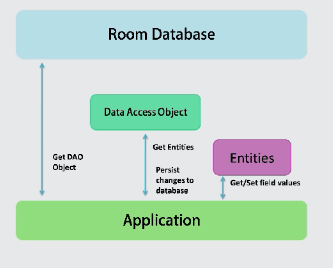 Room Database
Data Access Object
Get DAO
Object
Get Entities
Persist
changes to
database
Entities
Get/Set field values
Application